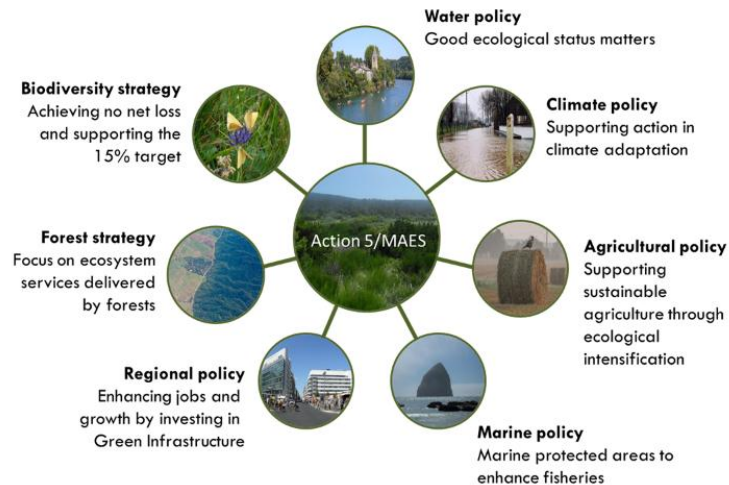 Water policy
Good ecological status matters
Biodiversity strategy
Achieving no net loss
and supporting the
15% target
Climate policy
Supporting action in
climate adaptation
Action 5/MAES
Forest strategy
Focus on ecosystem
services delivered
by forests
Agricultural policy
Supporting
sustainable
agriculture through
ecological
intensification
Regional policy
Enhancing jobs and
growth by investing in
Green Infrastructure
Marine policy
Marine protected areas to
enhance fisheries